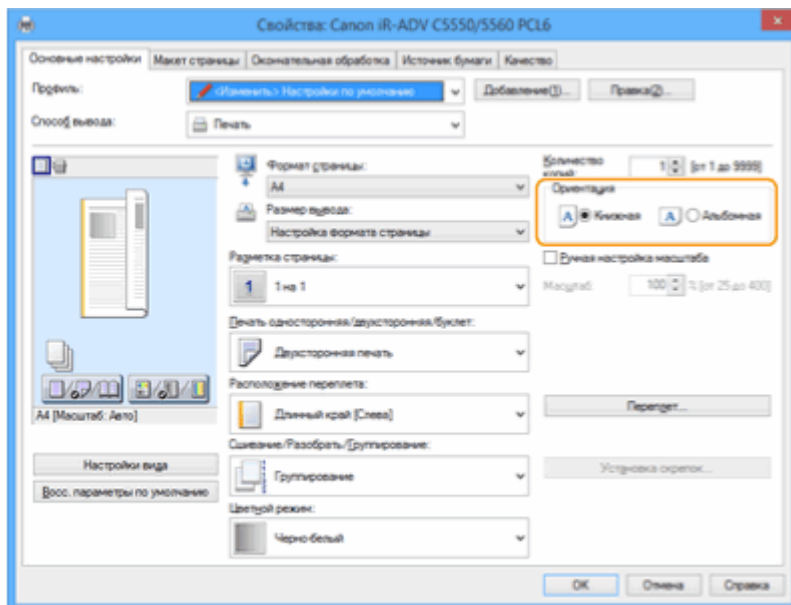 Свойства: Canon iR-ADV C5550/5560 PCL6
Основные настройки Макет страницы Окончательная обработка Источник бумаги Качество
Профиль: <Изменить> Настройки по умолчанию Добавление(1)... Правка(2)...
Способ вывода: Печать
Формат страницы:
A4
Количество копий: 1 [от 1 до 9999]
Ориентация
A Книжная A Альбомная
Размер вывода:
Настройка формата страницы
Разметка страницы:
1 1 на 1
Ручная настройка масштаба
Масштаб: 100 % [от 25 до 400]
Печать односторонняя/двухсторонняя/буклет:
Двухсторонняя печать
Расположение переплета:
Длинный край [Слева]
Переплет...
A4 [Масштаб: Авто]
Сшивание/Разобрать/Группирование:
Группирование
Установка скрепок...
Настройки вида
Восс. параметры по умолчанию
Цветной режим:
Черно-белый
OK Отмена Справка